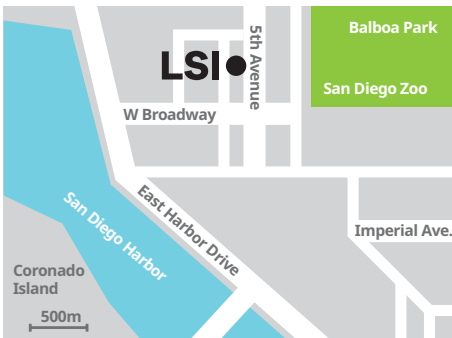 Balboa Park
5th Avenue
LSI
San Diego Zoo
W Broadway
East Harbor Drive
San Diego Harbor
Imperial Ave.
Coronado
Island
500m